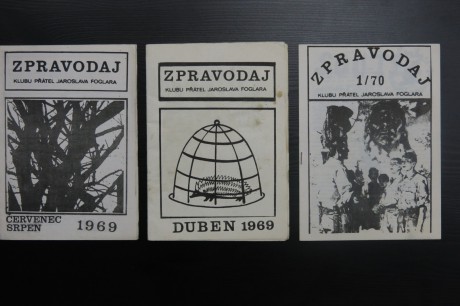 ZPRAVODAJ
KLUBU PŘÁTEL JAROSLAVA FOGLARA
ČERVENEC
SRPEN
1969
ZPRAVODAJ
KLUBU PŘÁTEL JAROSLAVA FOGLARA
DUBEN 1969
ZPRAVODAJ
1/70
KLUBU PŘÁTEL JAROSLAVA FOGLARA